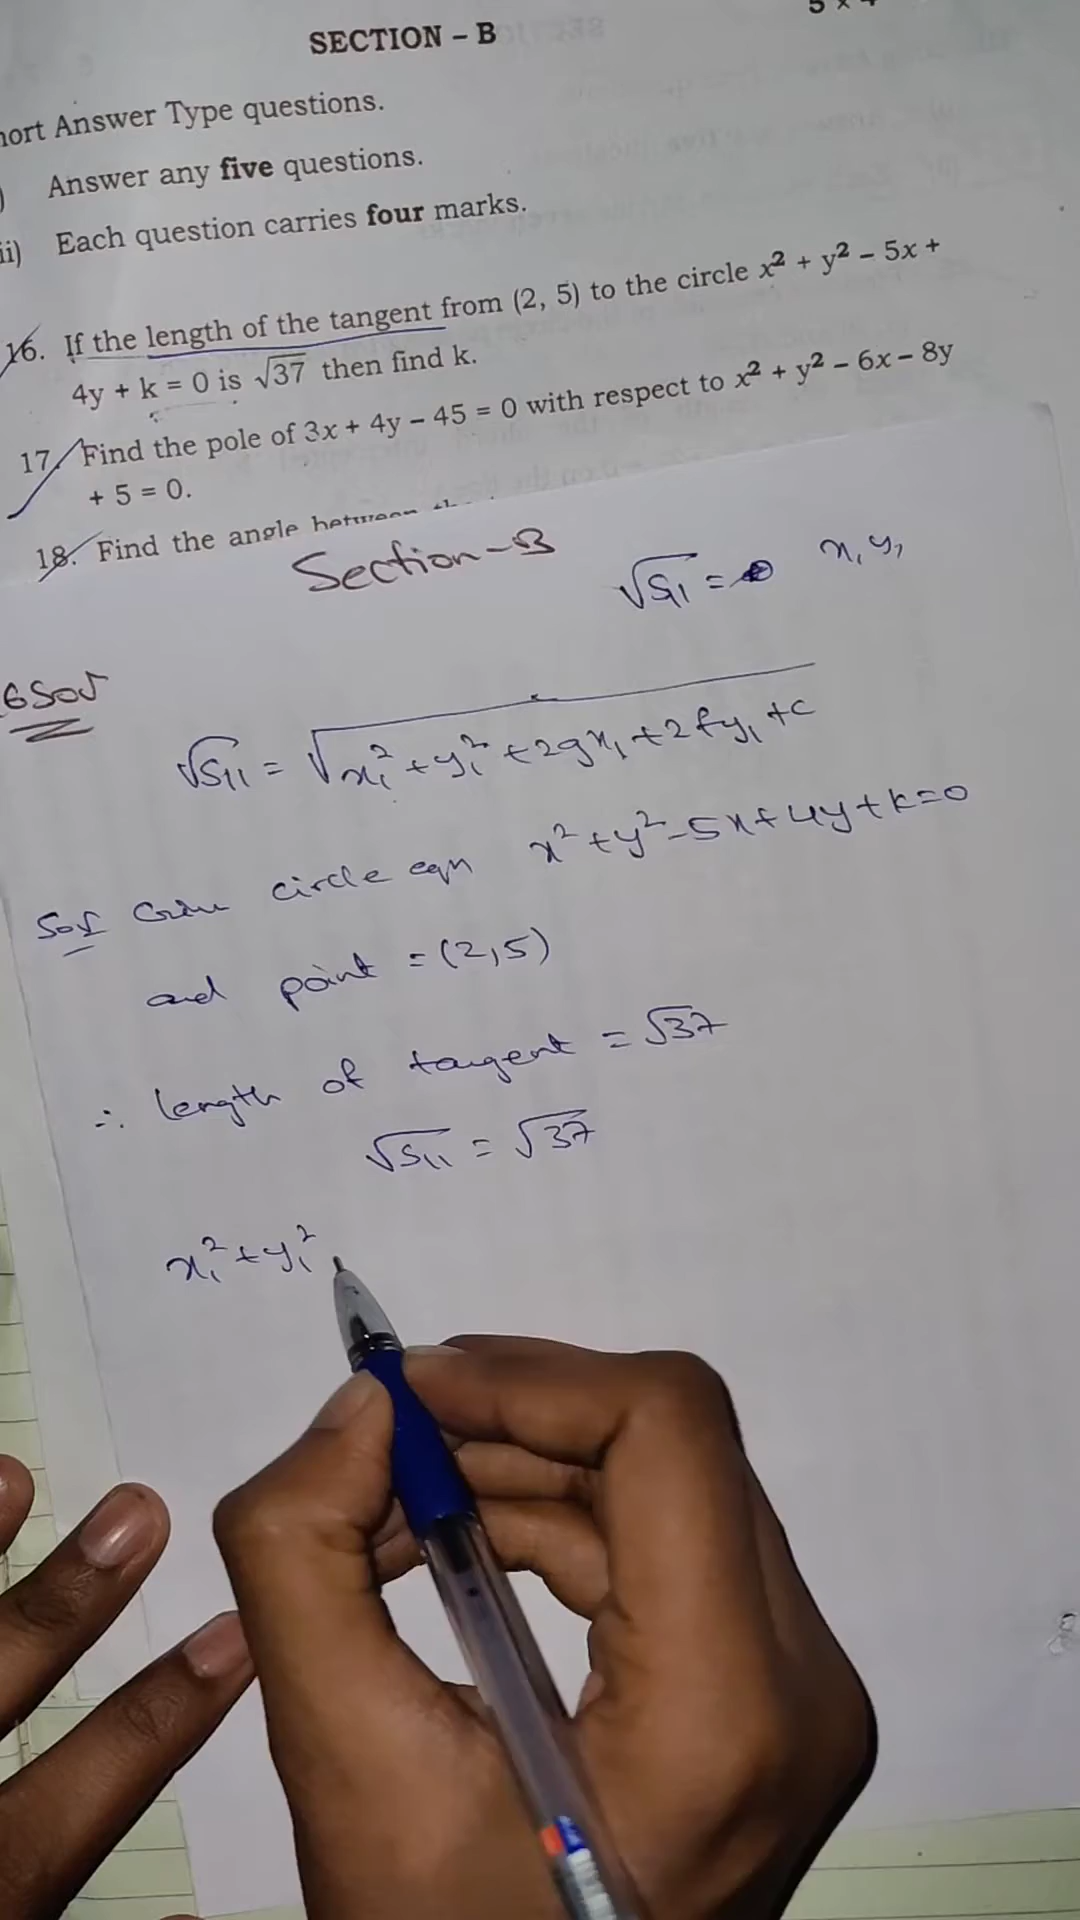 SECTION – B
hort Answer Type questions.
) Answer any five questions.
ii) Each question carries four marks.
16. If the length of the tangent from (2, 5) to the circle x² + y² – 5x +
4y + k = 0 is √37 then find k.
17. Find the pole of 3x + 4y – 45 = 0 with respect to x² + y² – 6x – 8y
+ 5 = 0.
18. Find the angle between
Section-B
√S₁₁ = x₁ y₁
6 Sol
√S₁₁ = √x₁² + y₁² + 2gx₁ + 2fy₁ + c
Sol Given circle eqn x² + y² - 5x + 4y + k = 0
and point = (2,5)
∴ length of tangent = √37
√S₁₁ = √37
x₁² + y₁²